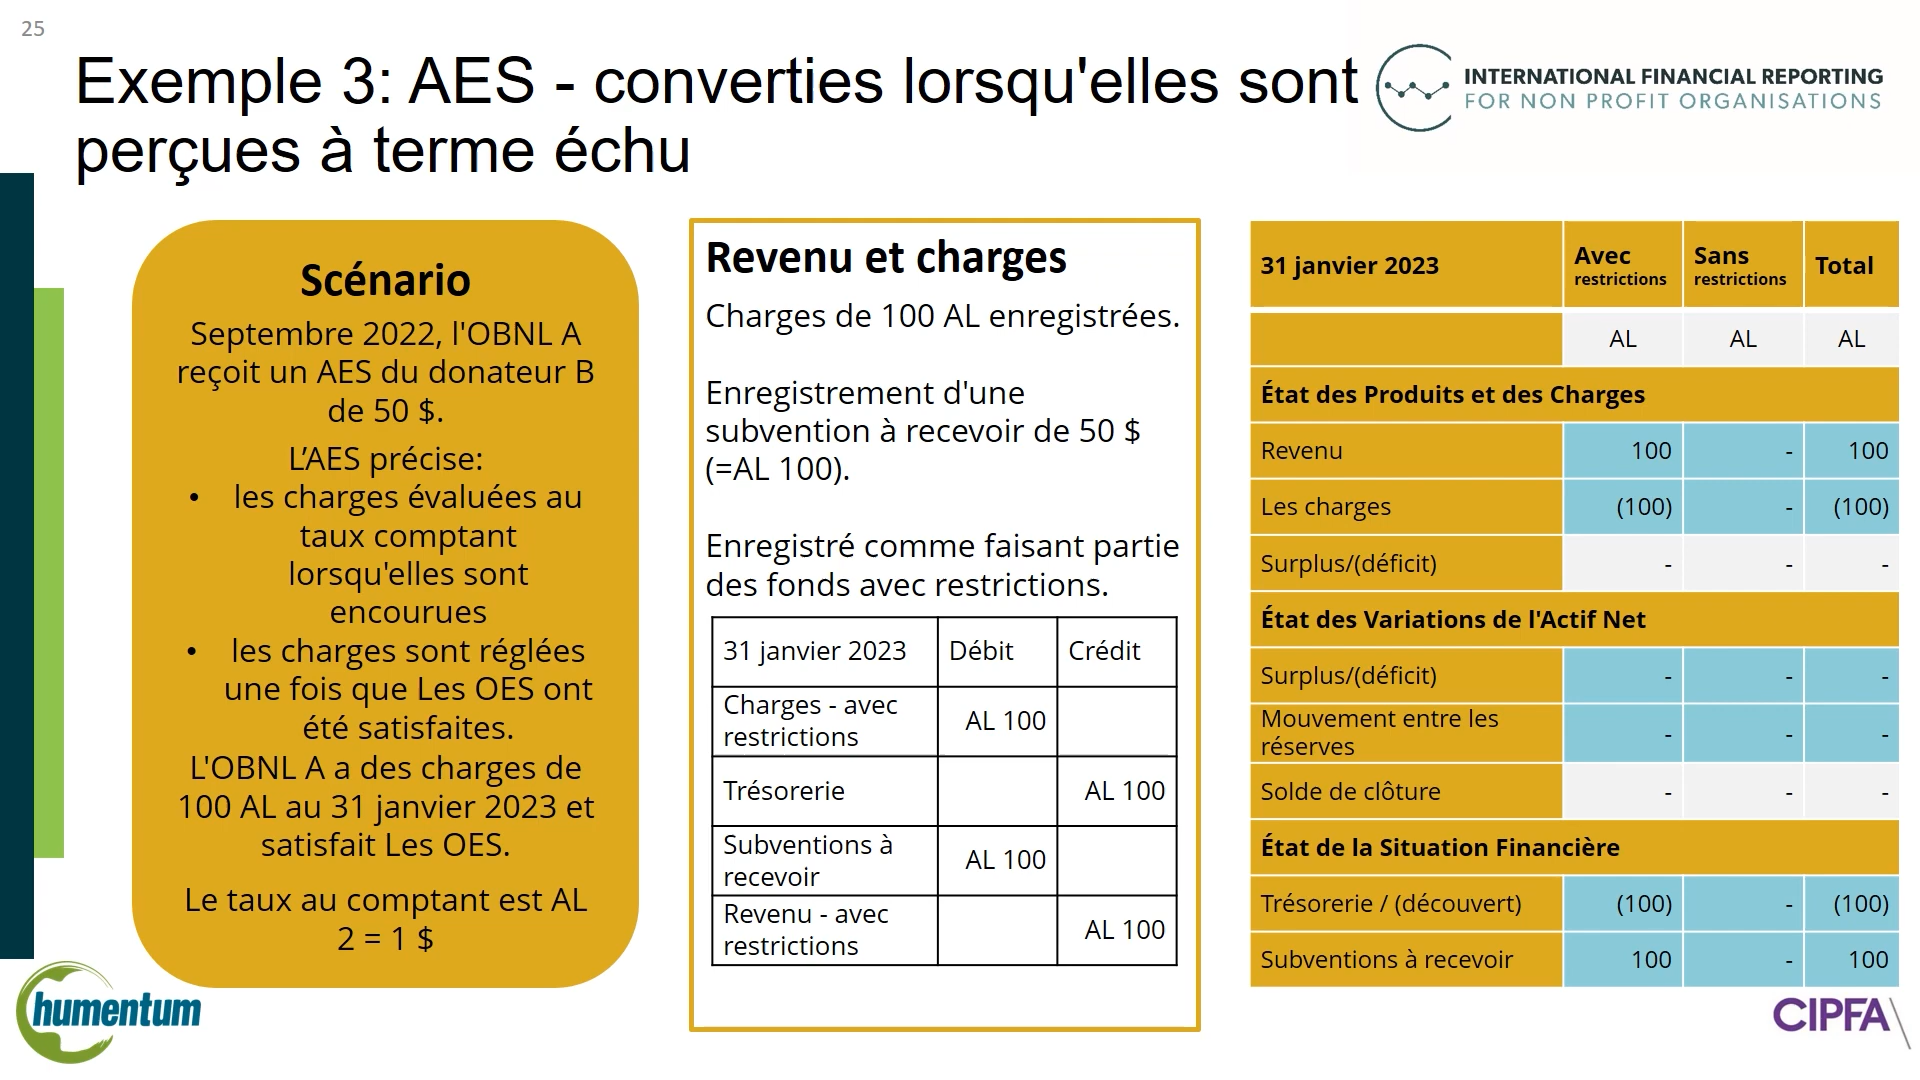 25
Exemple 3: AES - converties lorsqu'elles sont
perçues à terme échu
INTERNATIONAL FINANCIAL REPORTING
FOR NON PROFIT ORGANISATIONS
Scénario
Septembre 2022, l'OBNL A
reçoit un AES du donateur B
de 50 $.
L’AES précise:
• les charges évaluées au
taux comptant
lorsqu'elles sont
encourues
• les charges sont réglées
une fois que Les OES ont
été satisfaites.
L'OBNL A a des charges de
100 AL au 31 janvier 2023 et
satisfait Les OES.
Le taux au comptant est AL
2 = 1 $
Revenu et charges
Charges de 100 AL enregistrées.
Enregistrement d'une
subvention à recevoir de 50 $
(=AL 100).
Enregistré comme faisant partie
des fonds avec restrictions.
31 janvier 2023 Débit Crédit
Charges - avec
restrictions AL 100
Trésorerie AL 100
Subventions à
recevoir AL 100
Revenu - avec
restrictions AL 100
31 janvier 2023 Avec restrictions Sans restrictions Total
AL AL AL
État des Produits et des Charges
Revenu 100 - 100
Les charges (100) - (100)
Surplus/(déficit) - - -
État des Variations de l'Actif Net
Surplus/(déficit) - - -
Mouvement entre les
réserves - - -
Solde de clôture - - -
État de la Situation Financière
Trésorerie / (découvert) (100) - (100)
Subventions à recevoir 100 - 100
humentum
CIPFA